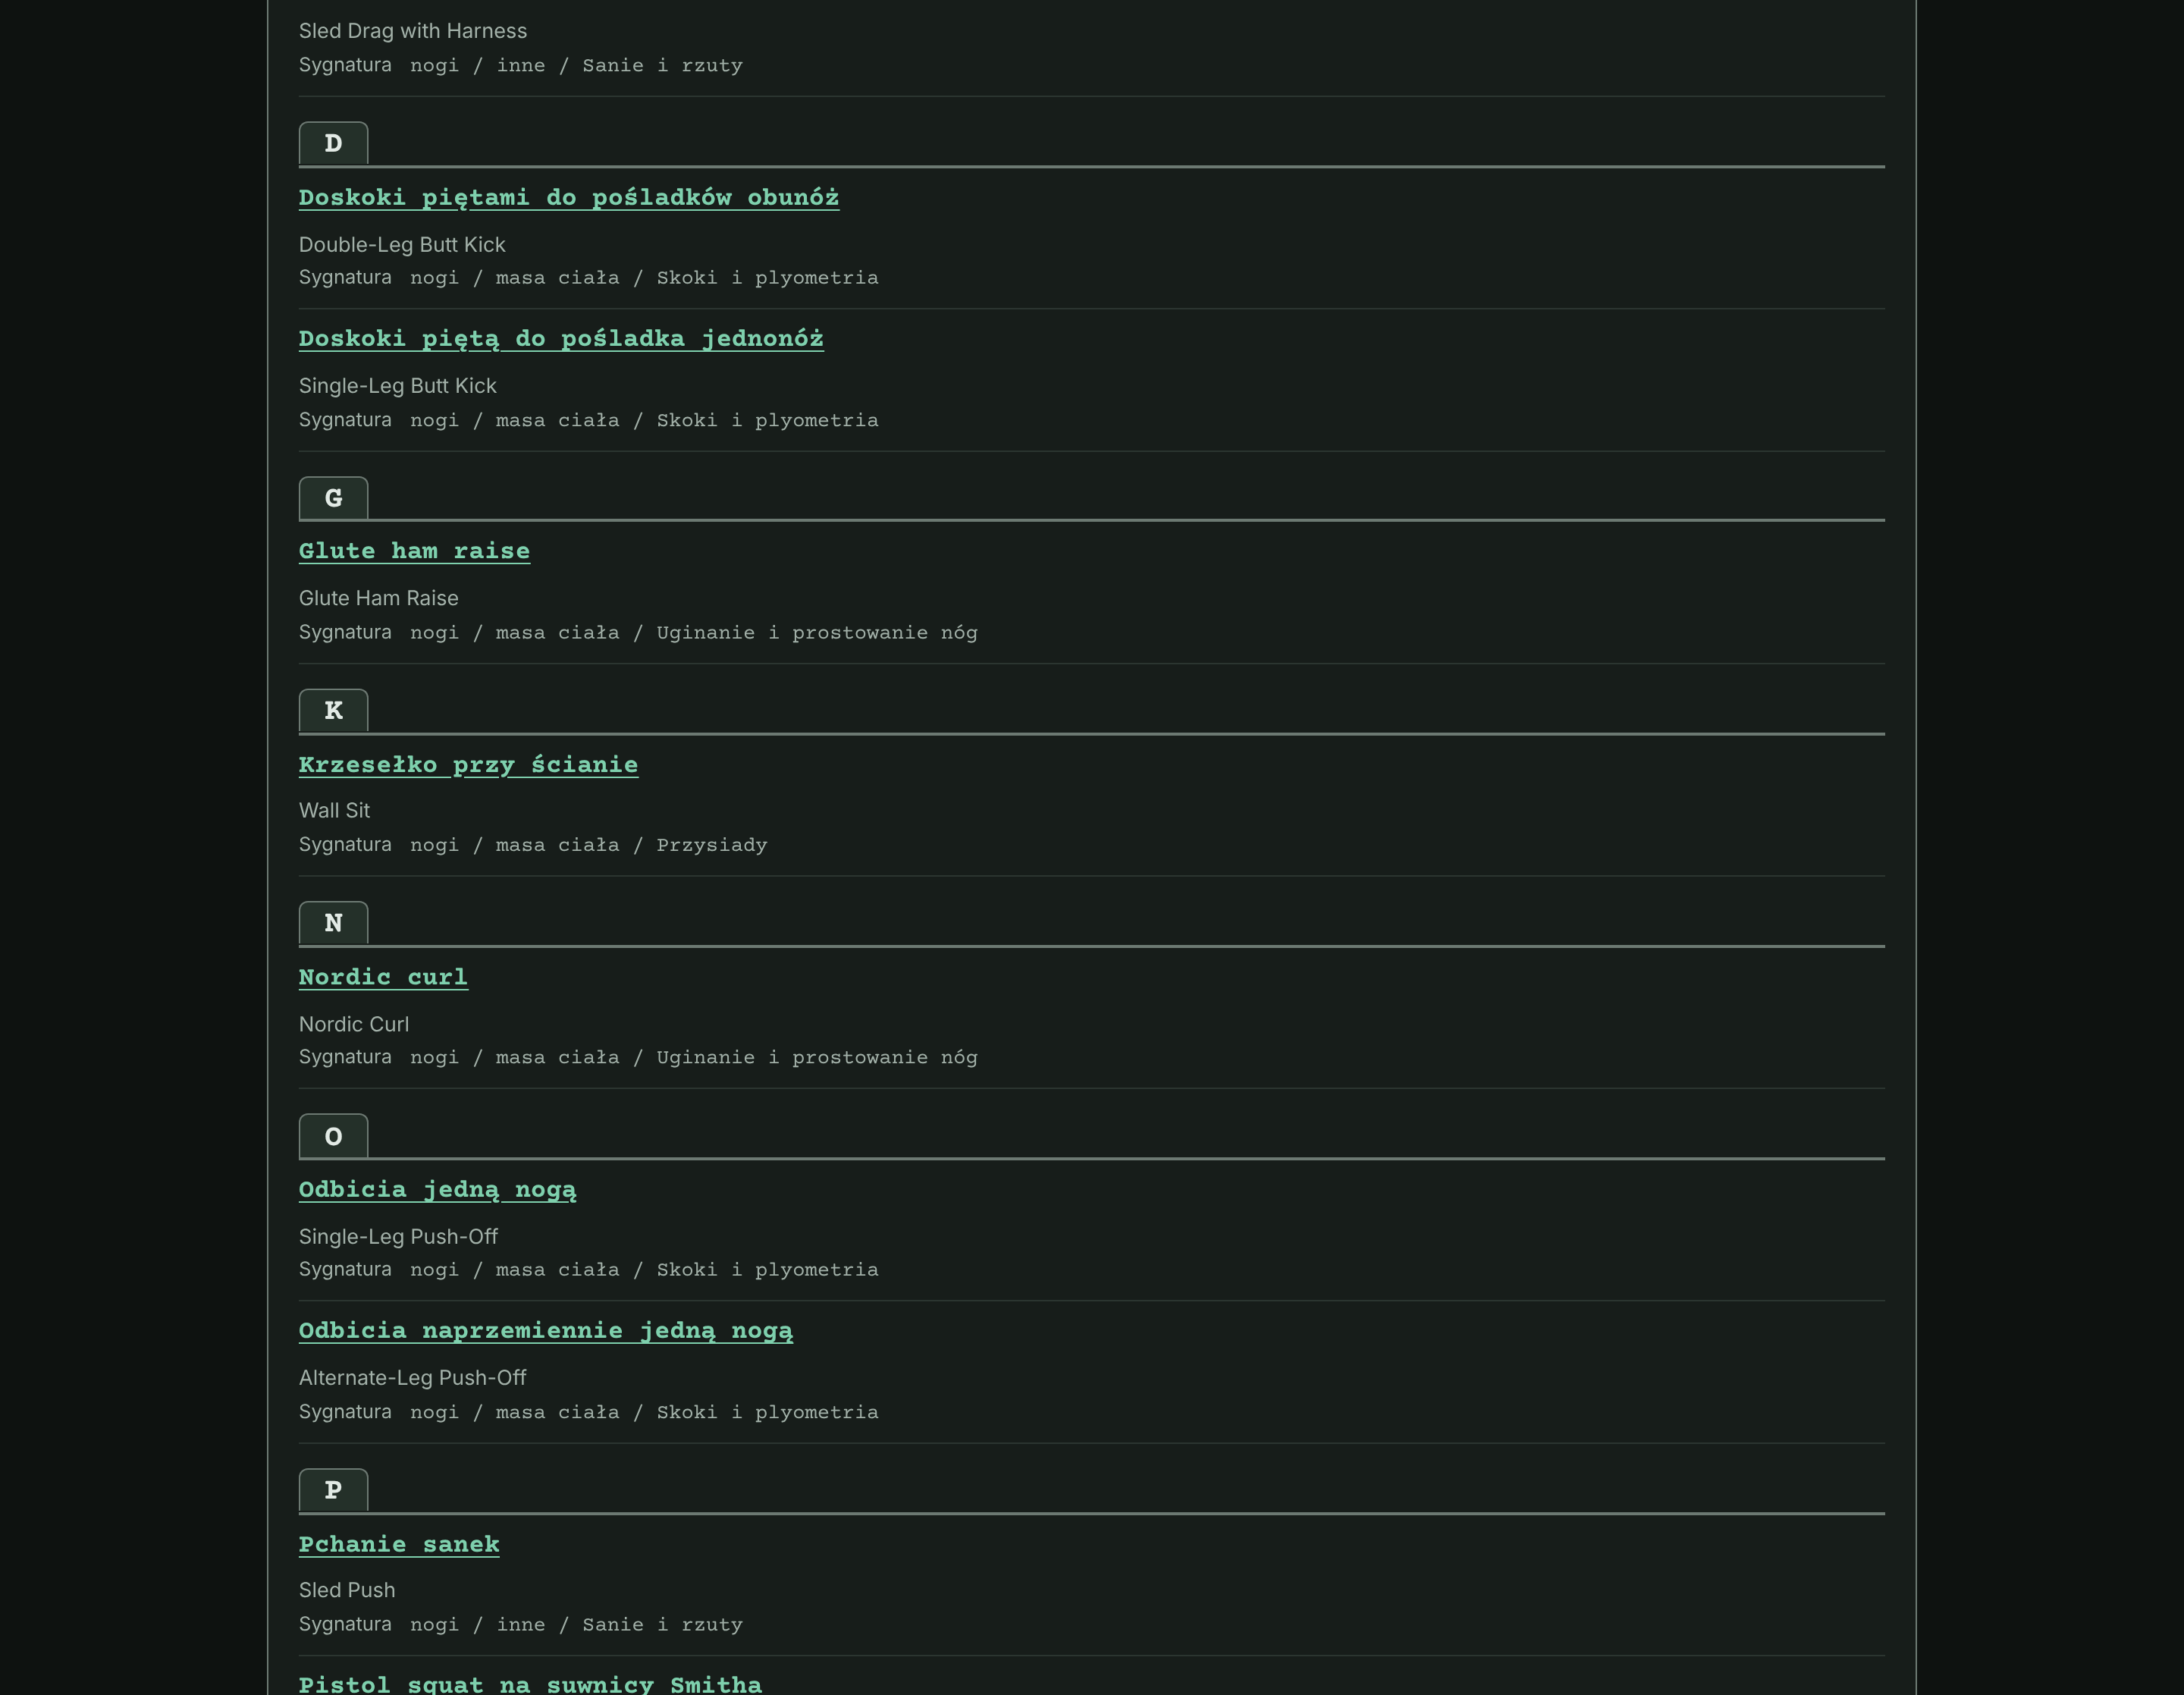 Sled Drag with Harness
Sygnatura nogi / inne / Sanie i rzuty
D
Doskoki piętami do pośladków obunóż
Double-Leg Butt Kick
Sygnatura nogi / masa ciała / Skoki i plyometria
Doskoki piętą do pośladka jednonóż
Single-Leg Butt Kick
Sygnatura nogi / masa ciała / Skoki i plyometria
G
Glute ham raise
Glute Ham Raise
Sygnatura nogi / masa ciała / Uginanie i prostowanie nóg
K
Krzesełko przy ścianie
Wall Sit
Sygnatura nogi / masa ciała / Przysiady
N
Nordic curl
Nordic Curl
Sygnatura nogi / masa ciała / Uginanie i prostowanie nóg
O
Odbicia jedną nogą
Single-Leg Push-Off
Sygnatura nogi / masa ciała / Skoki i plyometria
Odbicia naprzemiennie jedną nogą
Alternate-Leg Push-Off
Sygnatura nogi / masa ciała / Skoki i plyometria
P
Pchanie sanek
Sled Push
Sygnatura nogi / inne / Sanie i rzuty
Pistol squat na suwnicy Smitha